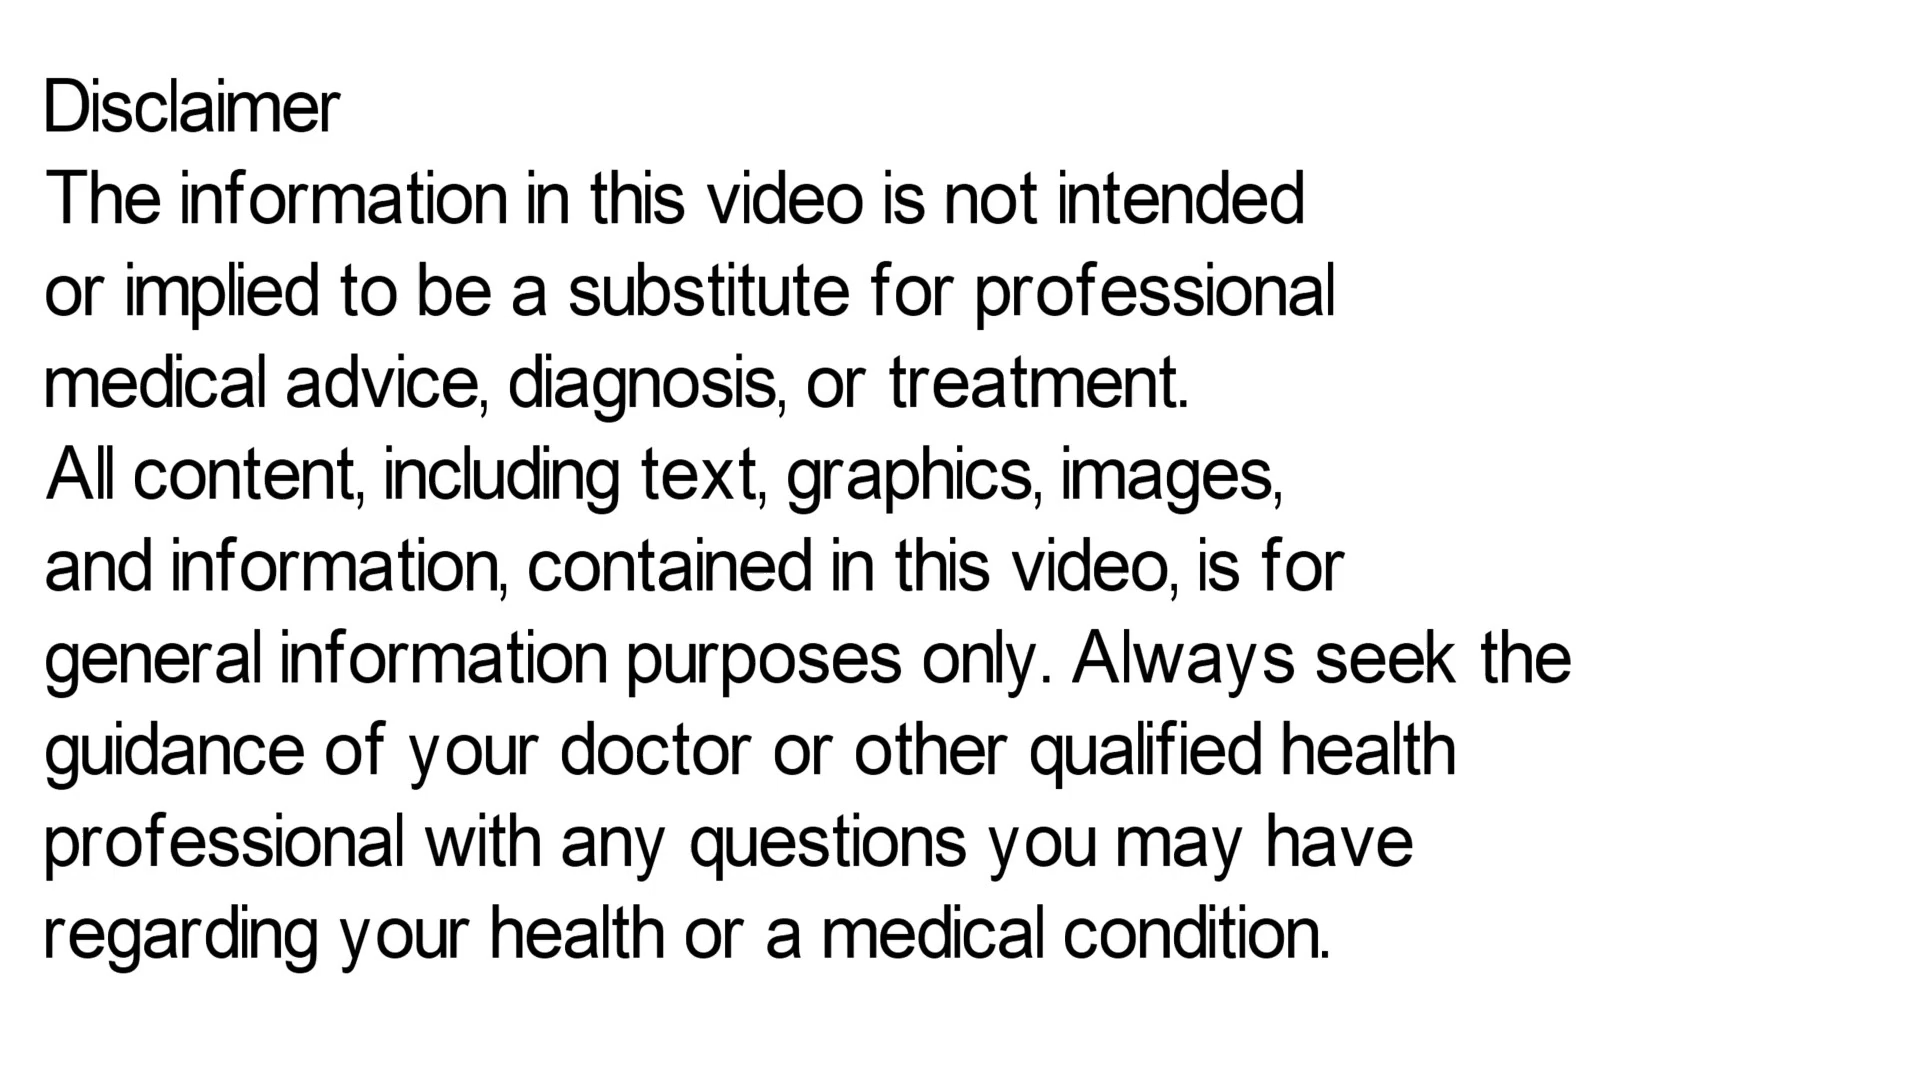 Disclaimer
The information in this video is not intended
or implied to be a substitute for professional
medical advice, diagnosis, or treatment.
All content, including text, graphics, images,
and information, contained in this video, is for
general information purposes only. Always seek the
guidance of your doctor or other qualified health
professional with any questions you may have
regarding your health or a medical condition.